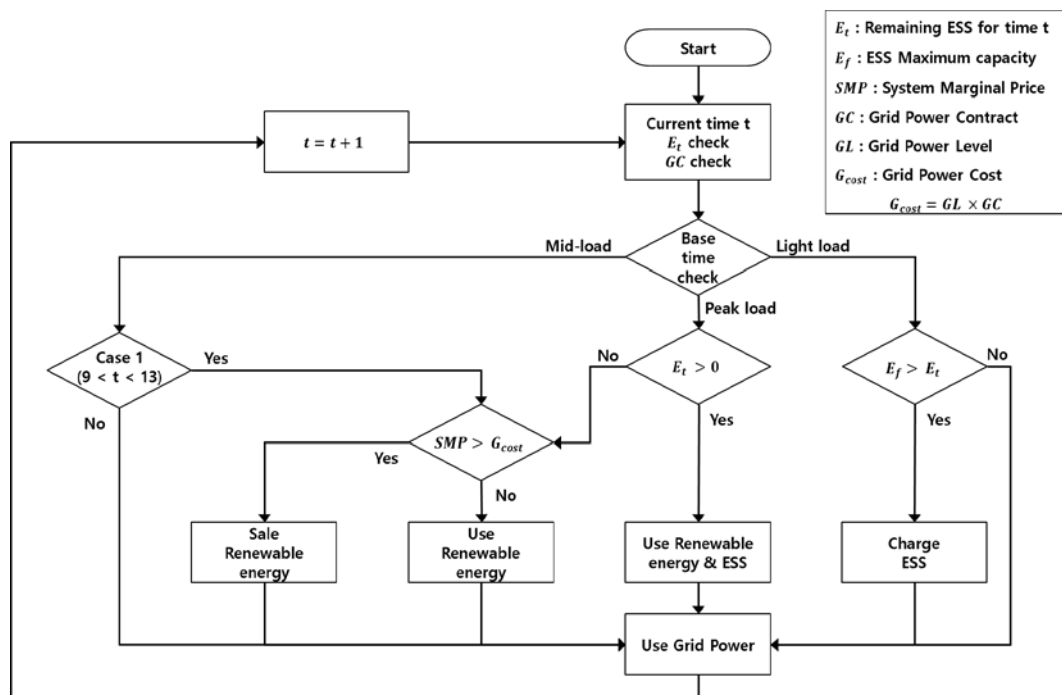 Start
E_t : Remaining ESS for time t
E_f : ESS Maximum capacity
SMP : System Marginal Price
GC : Grid Power Contract
GL : Grid Power Level
G_cost : Grid Power Cost
G_cost = GL × GC
t = t + 1
Current time t
E_t check
GC check
Mid-load
Base
time
check
Light load
Peak load
Case 1
(9 < t < 13)
Yes
No
No
E_t > 0
Yes
E_f > E_t
No
Yes
SMP > G_cost
Yes
No
Sale
Renewable
energy
Use
Renewable
energy
Use Renewable
energy & ESS
Charge
ESS
Use Grid Power